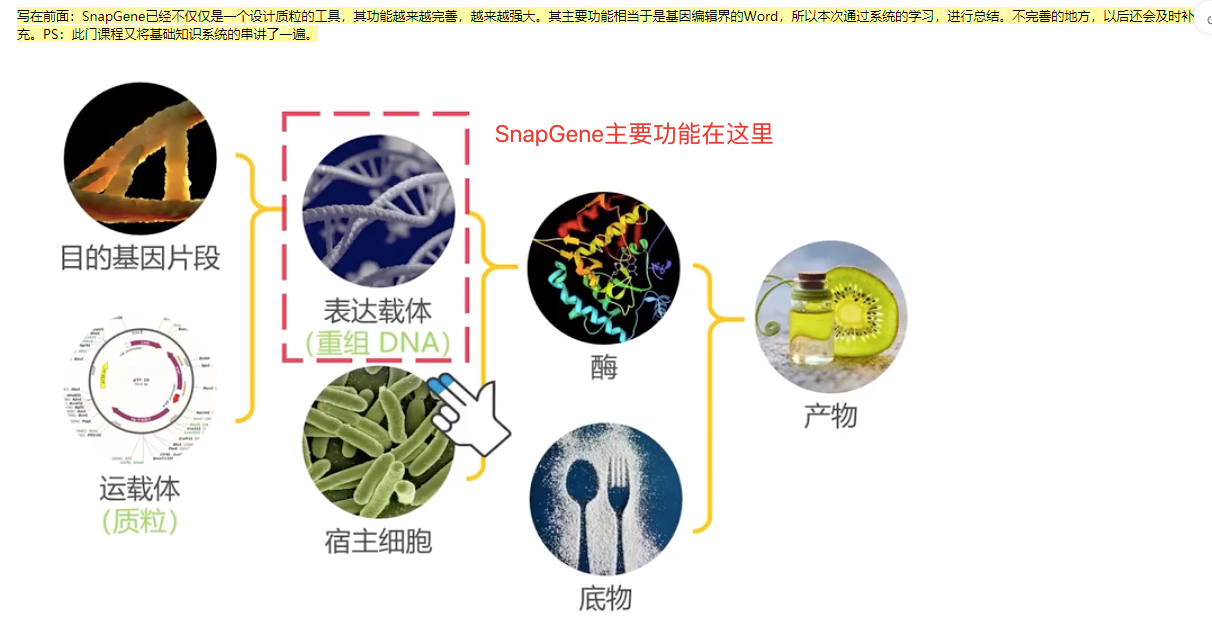 写在前面：SnapGene已经不仅仅是一个设计质粒的工具，其功能越来越完善，越来越强大。其主要功能相当于是基因编辑界的Word，所以本次通过系统的学习，进行总结。不完善的地方，以后还会及时补
充。PS：此门课程又将基础知识系统的串讲了一遍。
SnapGene主要功能在这里
目的基因片段
表达载体
（重组 DNA）
酶
产物
运载体
（质粒）
宿主细胞
底物